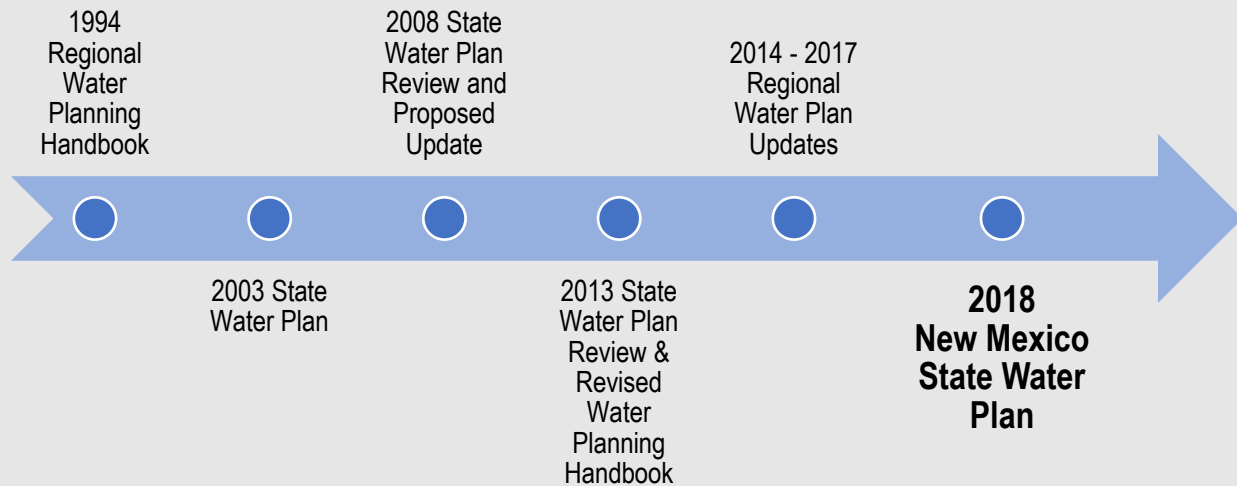 1994
Regional
Water
Planning
Handbook
2003 State
Water Plan
2008 State
Water Plan
Review and
Proposed
Update
2013 State
Water Plan
Review &
Revised
Water
Planning
Handbook
2014 - 2017
Regional
Water Plan
Updates
2018
New Mexico
State Water
Plan